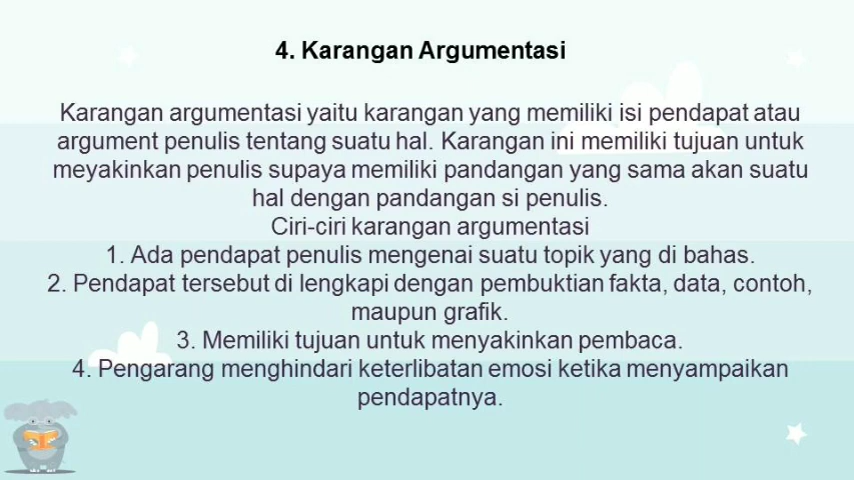 4. Karangan Argumentasi
Karangan argumentasi yaitu karangan yang memiliki isi pendapat atau
argument penulis tentang suatu hal. Karangan ini memiliki tujuan untuk
meyakinkan penulis supaya memiliki pandangan yang sama akan suatu
hal dengan pandangan si penulis.
Ciri-ciri karangan argumentasi
1. Ada pendapat penulis mengenai suatu topik yang di bahas.
2. Pendapat tersebut di lengkapi dengan pembuktian fakta, data, contoh,
maupun grafik.
3. Memiliki tujuan untuk menyakinkan pembaca.
4. Pengarang menghindari keterlibatan emosi ketika menyampaikan
pendapatnya.